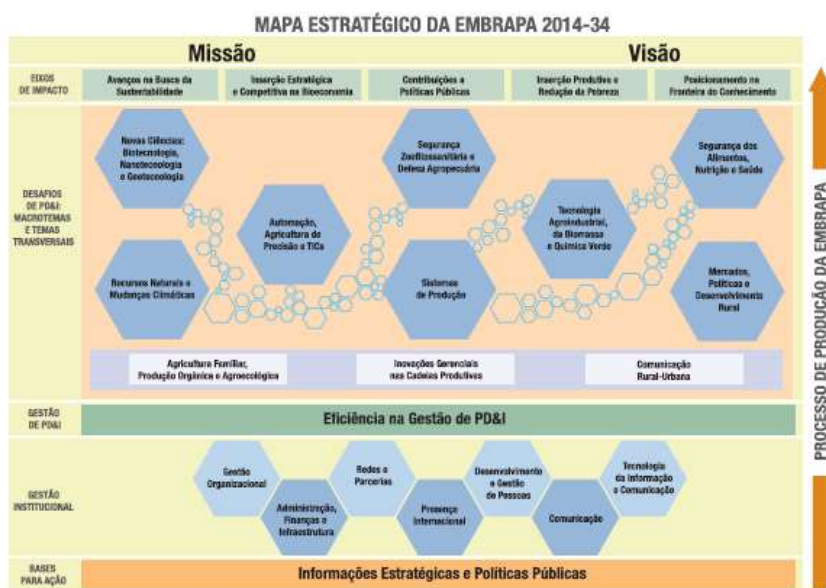 MAPA ESTRATÉGICO DA EMBRAPA 2014-34
Missão
Visão
EIXOS
DE IMPACTO
Avanços na Busca da
Sustentabilidade
Inserção Estratégica
e Competitiva na Bioeconomia
Contribuições a
Políticas Públicas
Inserção Produtiva e
Redução da Pobreza
Posicionamento na
Fronteira do Conhecimento
DESAFIOS
DE PD&I:
MACROTEMAS
E TEMAS
TRANSVERSAIS
Novas Ciências:
Biotecnologia,
Nanotecnologia
e Geotecnologia
Segurança
Zoofitossanitária e
Defesa Agropecuária
Segurança dos
Alimentos,
Nutrição e Saúde
Automação,
Agricultura de
Precisão e TICs
Tecnologia
Agroindustrial,
da Biomassa
e Química Verde
Recursos Naturais e
Mudanças Climáticas
Sistemas
de Produção
Mercados,
Políticas e
Desenvolvimento
Rural
Agricultura Familiar,
Produção Orgânica e Agroecológica
Inovações Gerenciais
nas Cadeias Produtivas
Comunicação
Rural-Urbana
GESTÃO
DE PD&I
Eficiência na Gestão de PD&I
GESTÃO
INSTITUCIONAL
Gestão
Organizacional
Administração,
Finanças e
Infraestrutura
Redes e
Parcerias
Presença
Internacional
Desenvolvimento
e Gestão
de Pessoas
Comunicação
Tecnologia
da Informação
e Comunicação
BASES
PARA AÇÃO
Informações Estratégicas e Políticas Públicas
PROCESSO DE PRODUÇÃO DA EMBRAPA